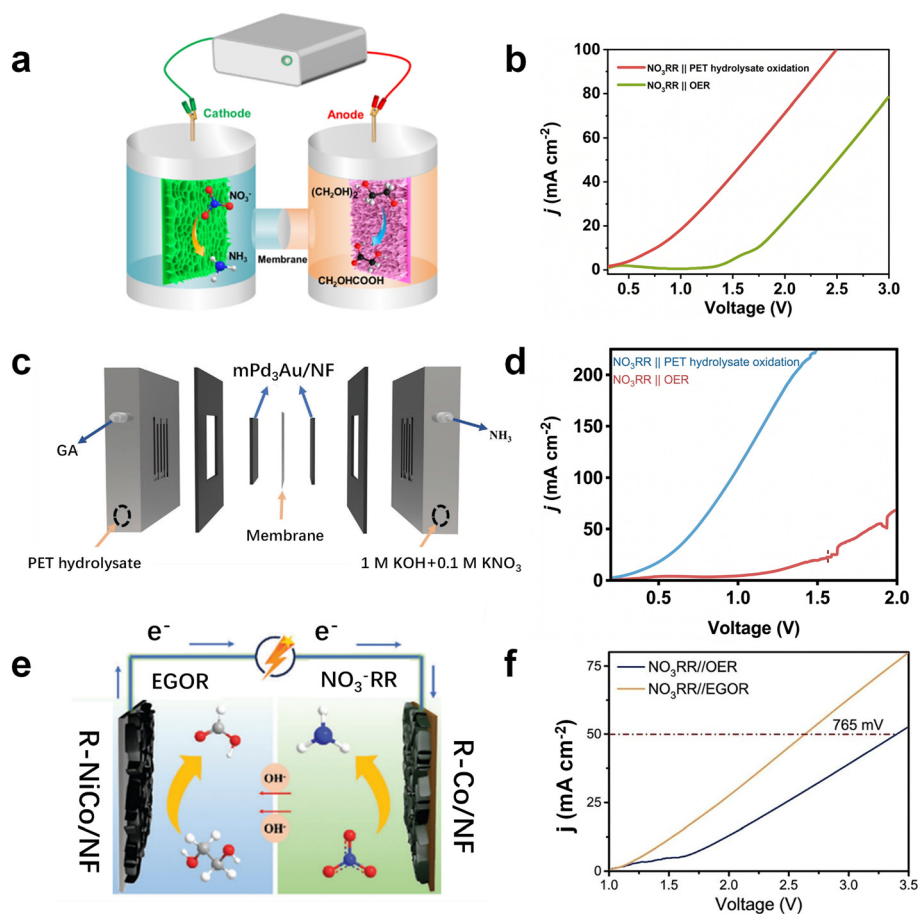 a
Cathode
Anode
NO₃⁻
NH₃
Membrane
(CH₂OH)₂
CH₂OHCOOH
b
NO₃RR || PET hydrolysate oxidation
NO₃RR || OER
100
80
60
40
20
0
0.5 1.0 1.5 2.0 2.5 3.0
j (mA cm⁻²)
Voltage (V)
c
mPd₃Au/NF
GA
NH₃
Membrane
PET hydrolysate
1 M KOH+0.1 M KNO₃
d
NO₃RR || PET hydrolysate oxidation
NO₃RR || OER
200
150
100
50
0
0.5 1.0 1.5 2.0
j (mA cm⁻²)
Voltage (V)
e
e⁻ e⁻
EGOR NO₃⁻RR
R-NiCo/NF
OH⁻
OH⁻
R-Co/NF
f
NO₃RR//OER
NO₃RR//EGOR
765 mV
75
50
25
0
1.0 1.5 2.0 2.5 3.0 3.5
j (mA cm⁻²)
Voltage (V)